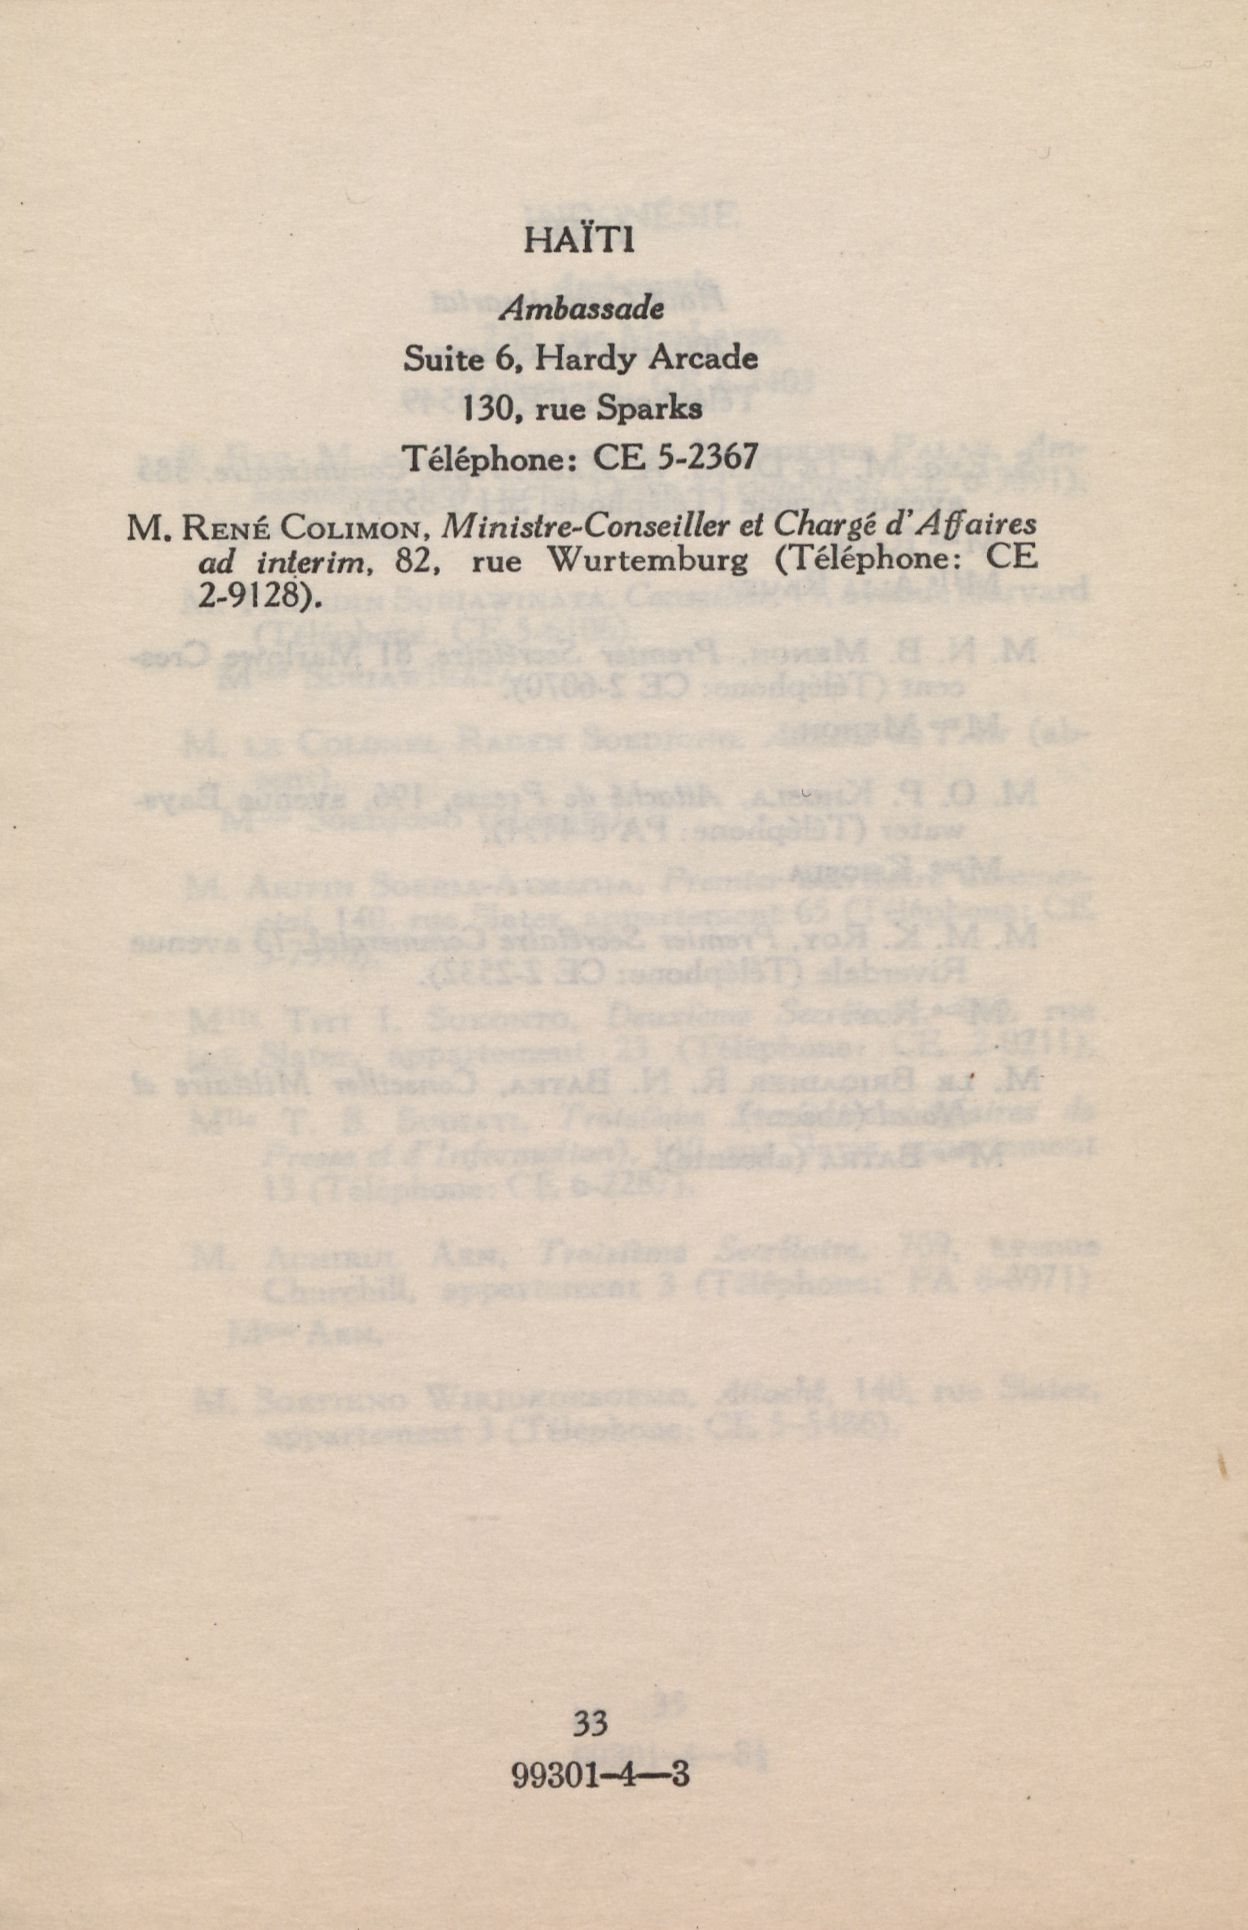 HAÏTI
Ambassade
Suite 6, Hardy Arcade
130, rue Sparks
Téléphone: CE 5-2367
M. RENÉ COLIMON, Ministre-Conseiller et Chargé d'Affaires
ad interim, 82, rue Wurtemburg (Téléphone: CE
2-9128).
33
99301-4—3